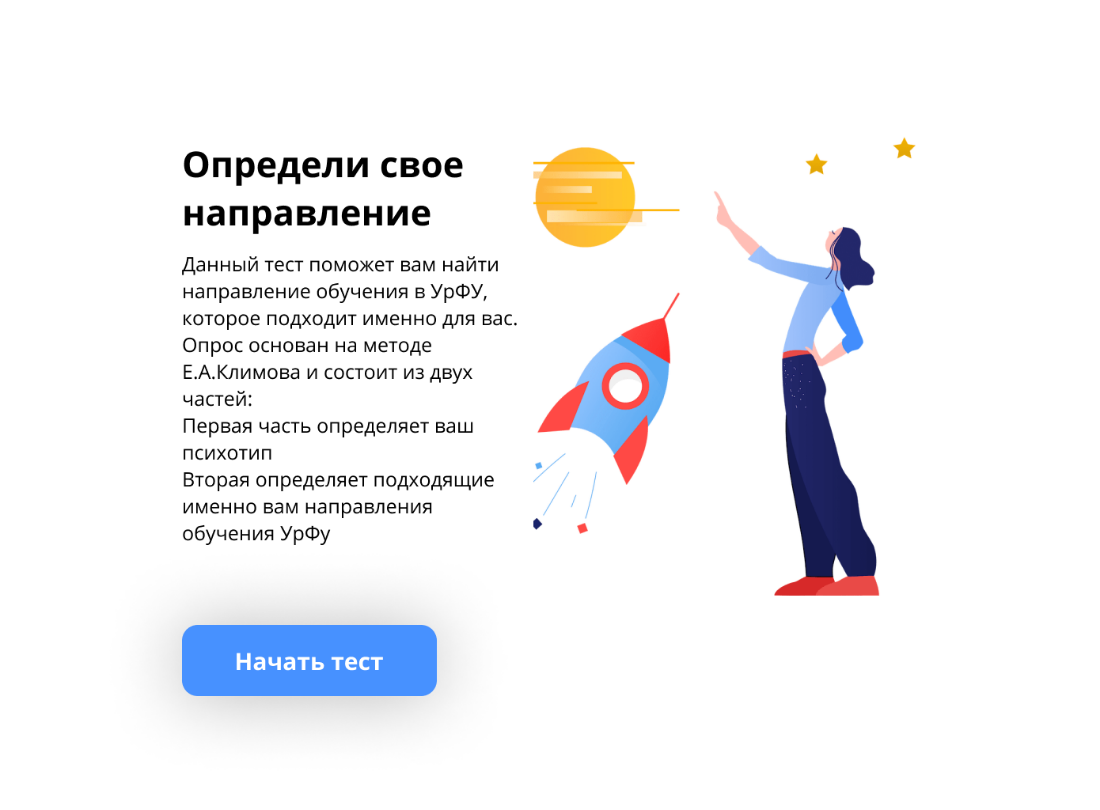 Определи свое
направление
Данный тест поможет вам найти
направление обучения в УрФУ,
которое подходит именно для вас.
Опрос основан на методе
Е.А.Климова и состоит из двух
частей:
Первая часть определяет ваш
психотип
Вторая определяет подходящие
именно вам направления
обучения УрФу
Начать тест